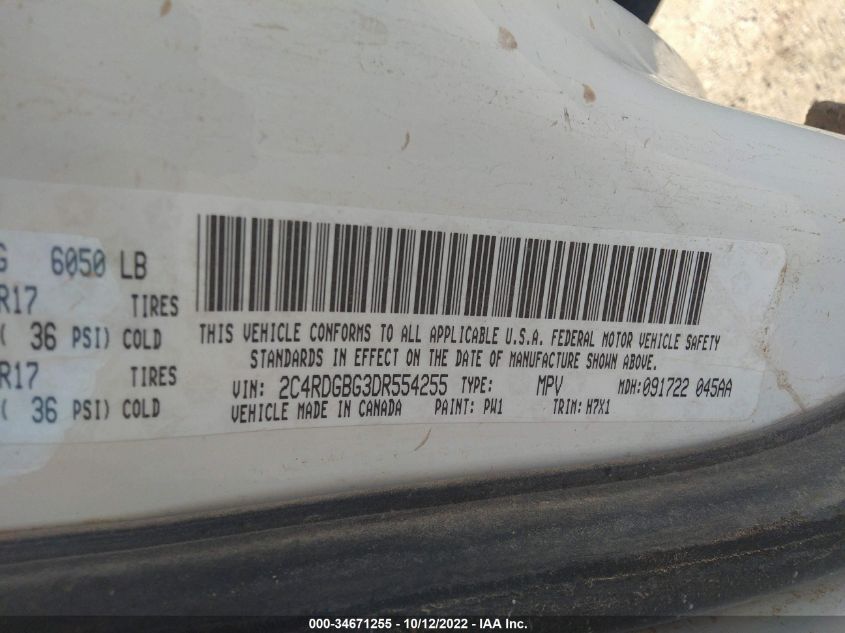 G 6050 LB
R17 TIRES
( 36 PSI) COLD
R17 TIRES
( 36 PSI) COLD
THIS VEHICLE CONFORMS TO ALL APPLICABLE U.S.A. FEDERAL MOTOR VEHICLE SAFETY
STANDARDS IN EFFECT ON THE DATE OF MANUFACTURE SHOWN ABOVE.
VIN: 2C4RDGBG3DR554255 TYPE: MPV MDH:091722 045AA
VEHICLE MADE IN CANADA PAINT: PW1 TRIM: H7X1
000-34671255 - 10/12/2022 - IAA Inc.